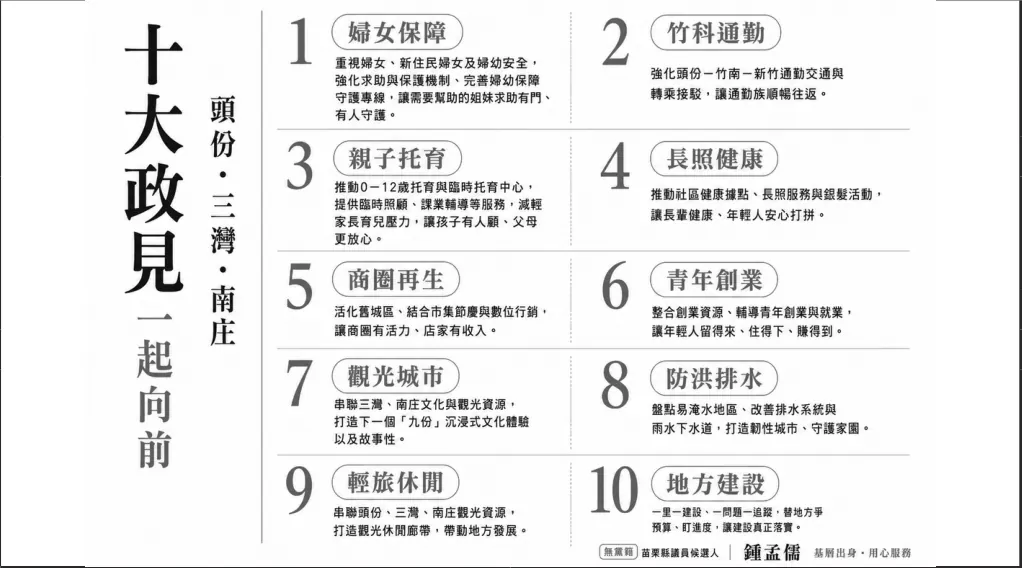 十大政見
一起向前
頭份・三灣・南庄
1
婦女保障
重視婦女、新住民婦女及婦幼安全，
強化求助與保護機制、完善婦幼保障
守護專線，讓需要幫助的姐妹求助有門、
有人守護。
2
竹科通勤
強化頭份－竹南－新竹通勤交通與
轉乘接駁，讓通勤族順暢往返。
3
親子托育
推動0－12歲托育與臨時托育中心，
提供臨時照顧、課業輔導等服務，減輕
家長育兒壓力，讓孩子有人顧、父母
更放心。
4
長照健康
推動社區健康據點、長照服務與銀髮活動，
讓長輩健康、年輕人安心打拼。
5
商圈再生
活化舊城區、結合市集節慶與數位行銷，
讓商圈有活力、店家有收入。
6
青年創業
整合創業資源、輔導青年創業與就業，
讓年輕人留得來、住得下、賺得到。
7
觀光城市
串聯三灣、南庄文化與觀光資源，
打造下一個「九份」沉浸式文化體驗
以及故事性。
8
防洪排水
盤點易淹水地區、改善排水系統與
雨水下水道，打造韌性城市、守護家園。
9
輕旅休閒
串聯頭份、三灣、南庄觀光資源，
打造觀光休閒廊帶，帶動地方發展。
10
地方建設
一里一建設、一問題一追蹤，替地方爭
預算、盯進度，讓建設真正落實。
無黨籍 苗栗縣議員候選人 鍾孟儒 基層出身・用心服務